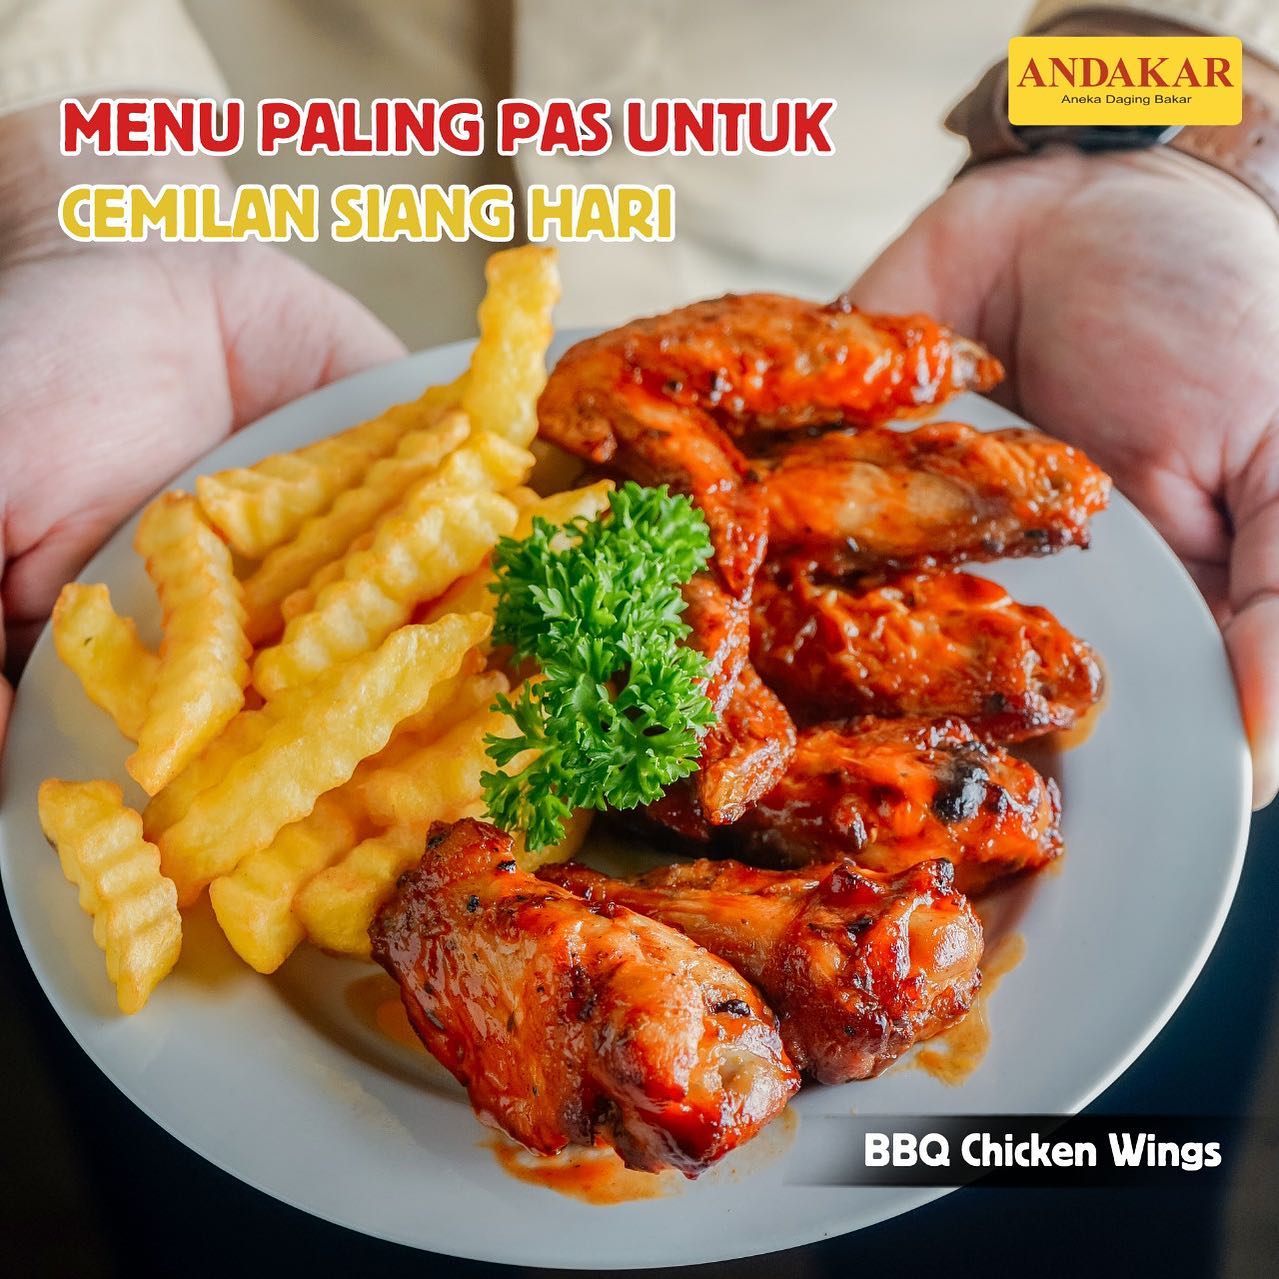 ANDAKAR
Aneka Daging Bakar
MENU PALING PAS UNTUK
CEMILAN SIANG HARI
BBQ Chicken Wings